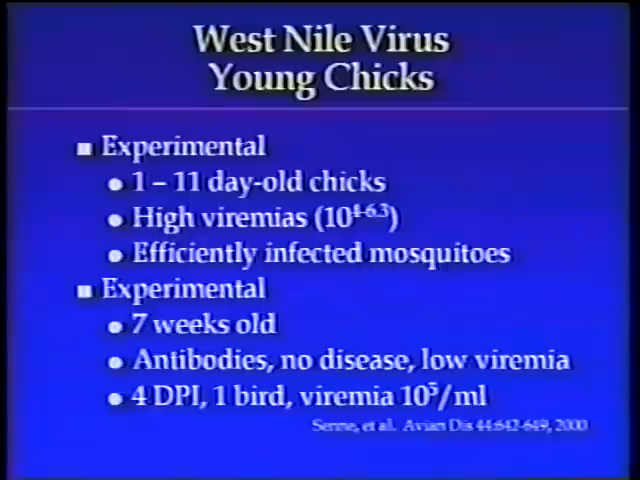 West Nile Virus
Young Chicks
■ Experimental
● 1 – 11 day-old chicks
● High viremias (10^4-6.3)
● Efficiently infected mosquitoes
■ Experimental
● 7 weeks old
● Antibodies, no disease, low viremia
● 4 DPI, 1 bird, viremia 10^5/ml
Senne, et al. Avian Dis 44:642-649, 2000